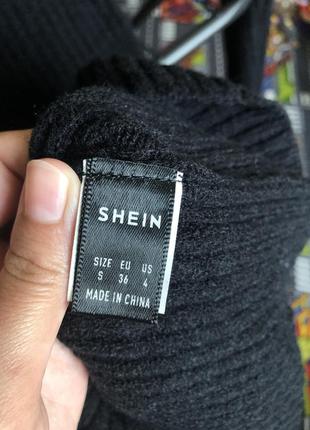 SHEIN
SIZE EU US
S 36 4
MADE IN CHINA